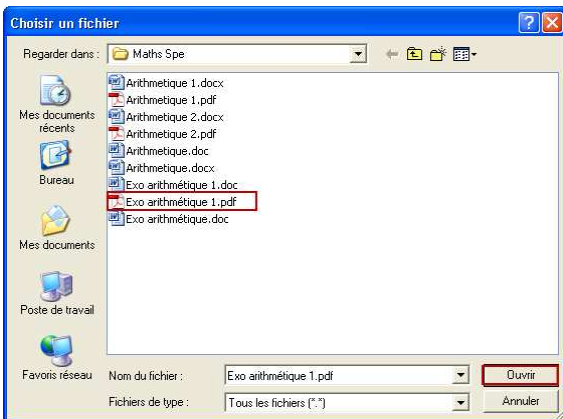 Choisir un fichier
Regarder dans :
Maths Spe
Arithmetique 1.docx
Arithmetique 1.pdf
Arithmetique 2.docx
Arithmetique 2.pdf
Arithmetique.doc
Arithmetique.docx
Exo arithmétique 1.doc
Exo arithmétique 1.pdf
Exo arithmétique.doc
Mes documents
récents
Bureau
Mes documents
Poste de travail
Favoris réseau
Nom du fichier :
Exo arithmétique 1.pdf
Ouvrir
Fichiers de type :
Tous les fichiers (*.*)
Annuler